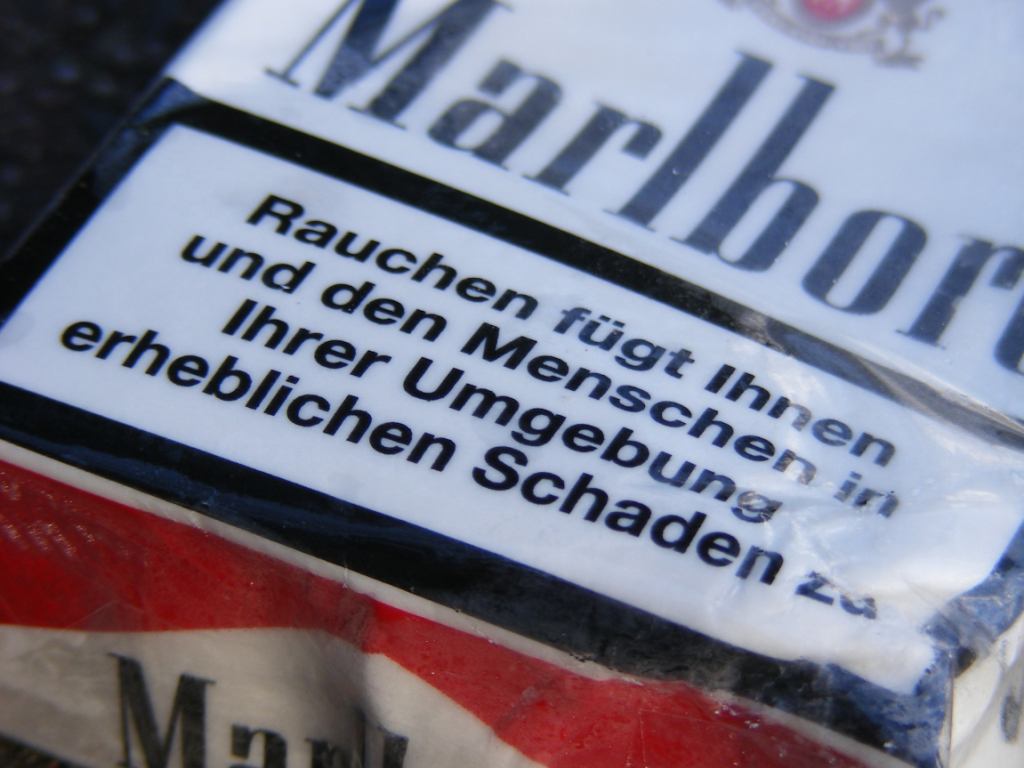 Marlbor
Rauchen fügt Ihnen
und den Menschen in
Ihrer Umgebung
erheblichen Schaden zu
Marl